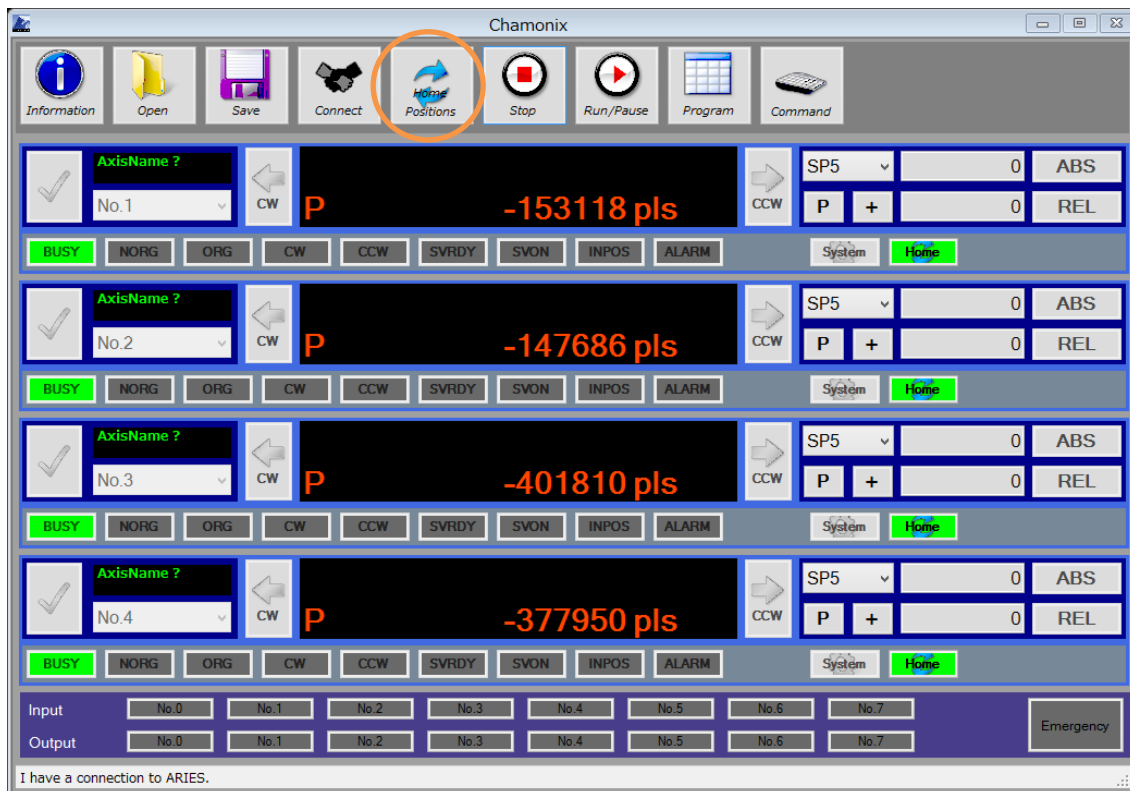 Chamonix
Information Open Save Connect Home Positions Stop Run/Pause Program Command
AxisName ?
SP5 0 ABS
No.1 CW P -153118 pls CCW P + 0 REL
BUSY NORG ORG CW CCW SVRDY SVON INPOS ALARM System Home
AxisName ?
SP5 0 ABS
No.2 CW P -147686 pls CCW P + 0 REL
BUSY NORG ORG CW CCW SVRDY SVON INPOS ALARM System Home
AxisName ?
SP5 0 ABS
No.3 CW P -401810 pls CCW P + 0 REL
BUSY NORG ORG CW CCW SVRDY SVON INPOS ALARM System Home
AxisName ?
SP5 0 ABS
No.4 CW P -377950 pls CCW P + 0 REL
BUSY NORG ORG CW CCW SVRDY SVON INPOS ALARM System Home
Input No.0 No.1 No.2 No.3 No.4 No.5 No.6 No.7
Emergency
Output No.0 No.1 No.2 No.3 No.4 No.5 No.6 No.7
I have a connection to ARIES.